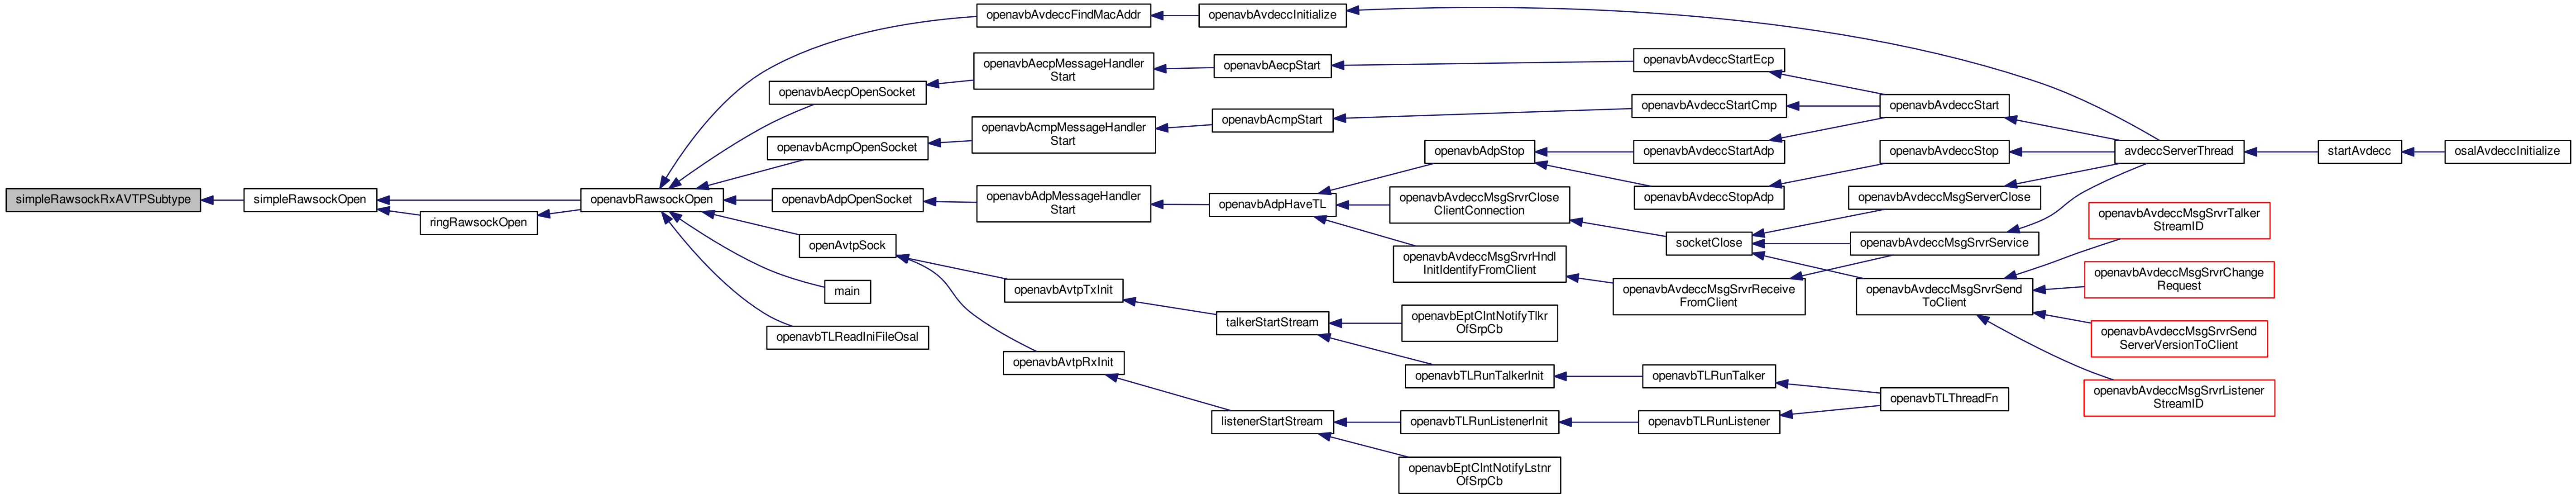 simpleRawsockRxAVTPSubtype
simpleRawsockOpen
ringRawsockOpen
openavbRawsockOpen
openavbAvdeccFindMacAddr
openavbAvdeccInitialize
openavbAecpOpenSocket
openavbAecpMessageHandler
Start
openavbAecpStart
openavbAvdeccStartEcp
openavbAcmpOpenSocket
openavbAcmpMessageHandler
Start
openavbAcmpStart
openavbAvdeccStartCmp
openavbAvdeccStart
openavbAdpOpenSocket
openavbAdpMessageHandler
Start
openavbAdpHaveTL
openavbAdpStop
openavbAvdeccStartAdp
openavbAvdeccStopAdp
openavbAvdeccStop
avdeccServerThread
startAvdecc
osalAvdeccInitialize
openavbAvdeccMsgSrvrClose
ClientConnection
socketClose
openavbAvdeccMsgServerClose
openavbAvdeccMsgSrvrService
openavbAvdeccMsgSrvrHndl
InitIdentifyFromClient
openavbAvdeccMsgSrvrReceive
FromClient
openavbAvdeccMsgSrvrSend
ToClient
openavbAvdeccMsgSrvrTalker
StreamID
openavbAvdeccMsgSrvrChange
Request
openavbAvdeccMsgSrvrSend
ServerVersionToClient
openavbAvdeccMsgSrvrListener
StreamID
openAvtpSock
main
openavbTLReadIniFileOsal
openavbAvtpTxInit
openavbAvtpRxInit
talkerStartStream
openavbEptClntNotifyTlkr
OfSrpCb
openavbTLRunTalkerInit
openavbTLRunTalker
openavbTLThreadFn
listenerStartStream
openavbTLRunListenerInit
openavbTLRunListener
openavbEptClntNotifyLstnr
OfSrpCb